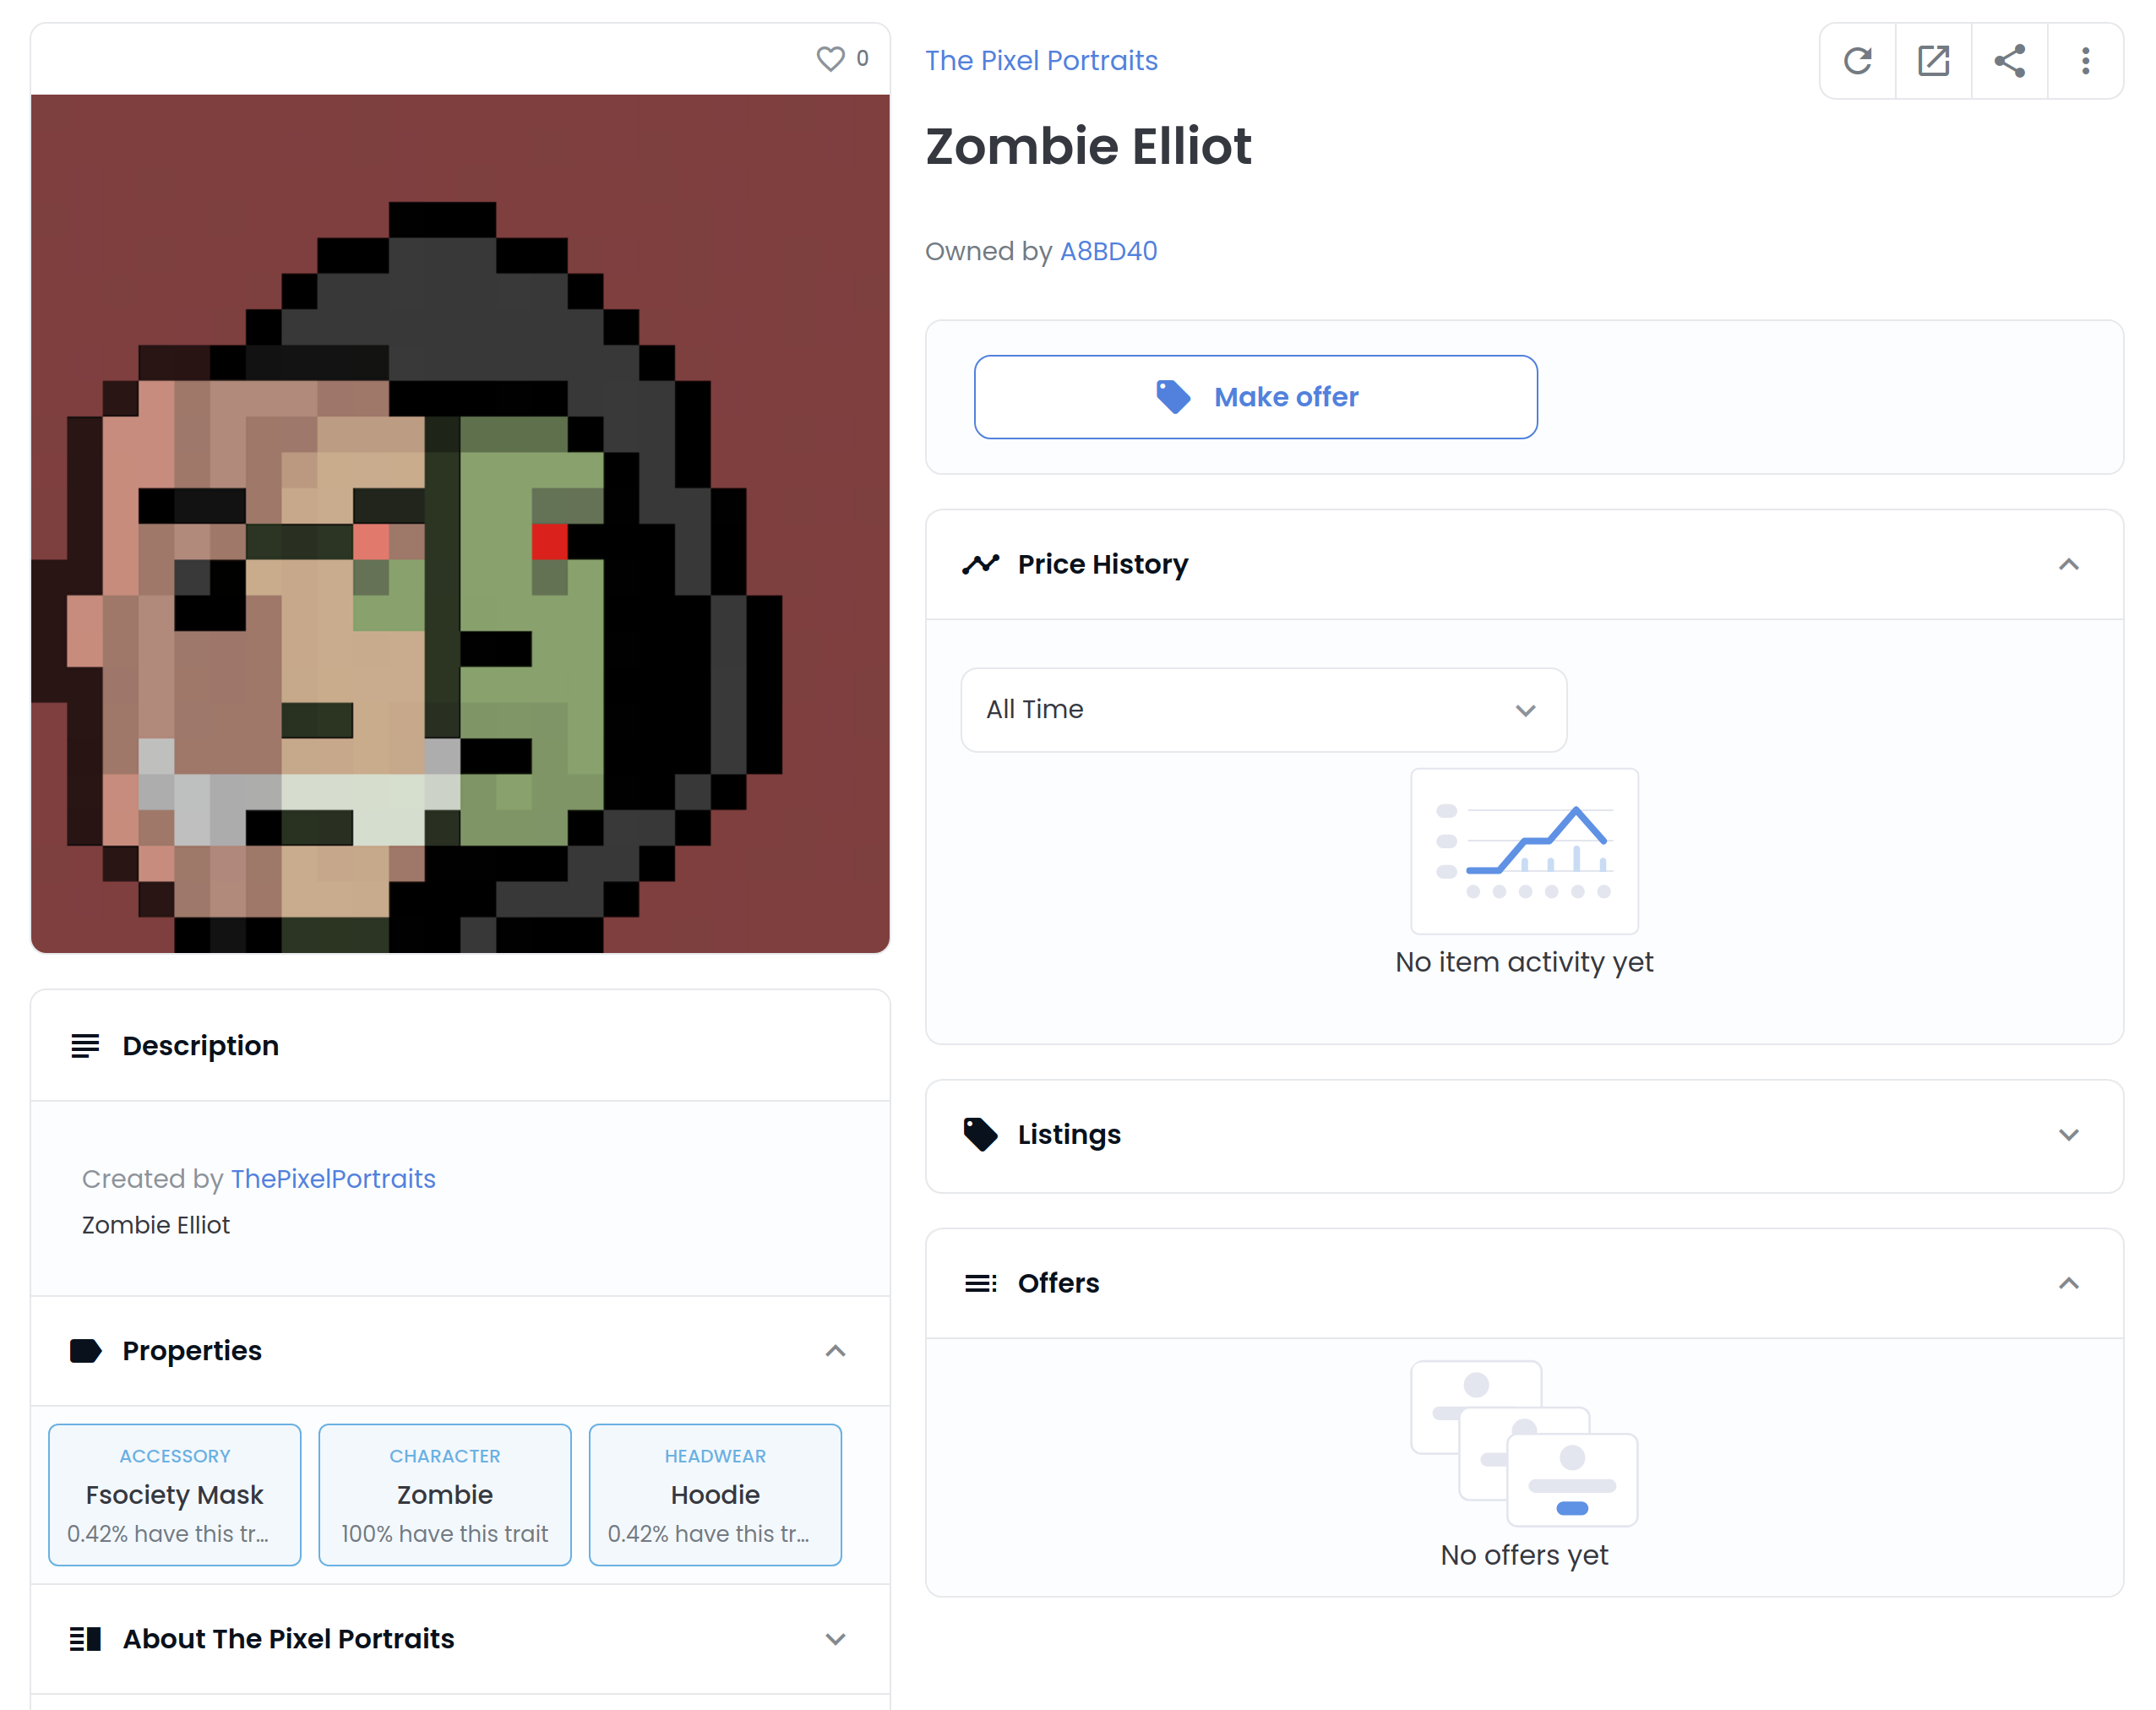 0
The Pixel Portraits
Zombie Elliot
Owned by A8BD40
Make offer
Price History
All Time
No item activity yet
Listings
Offers
No offers yet
Description
Created by ThePixelPortraits
Zombie Elliot
Properties
ACCESSORY
Fsociety Mask
0.42% have this tr...
CHARACTER
Zombie
100% have this trait
HEADWEAR
Hoodie
0.42% have this tr...
About The Pixel Portraits